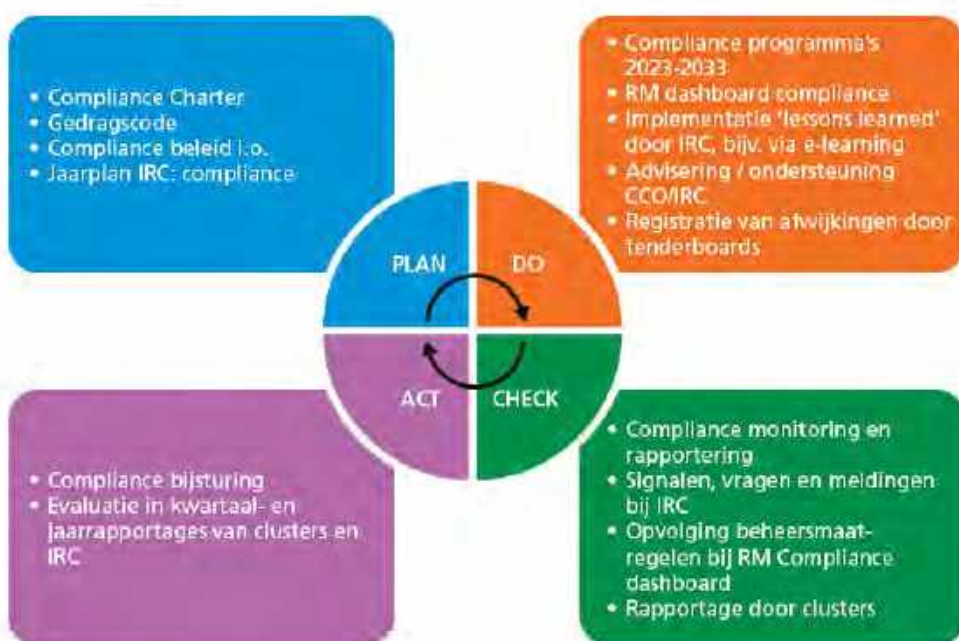 • Compliance Charter
• Gedragscode
• Compliance beleid i.o.
• Jaarplan IRC: compliance
• Compliance programma's
2023-2033
• RM dashboard compliance
• Implementatie 'lessons learned'
door IRC, bijv. via e-learning
• Advisering / ondersteuning
CCO/IRC
• Registratie van afwijkingen door
tenderboards
PLAN
DO
ACT
CHECK
• Compliance bijsturing
• Evaluatie in kwartaal- en
jaarrapportages van clusters en
IRC
• Compliance monitoring en
rapportering
• Signalen, vragen en meldingen
bij IRC
• Opvolging beheersmaat-
regelen bij RM Compliance
dashboard
• Rapportage door clusters